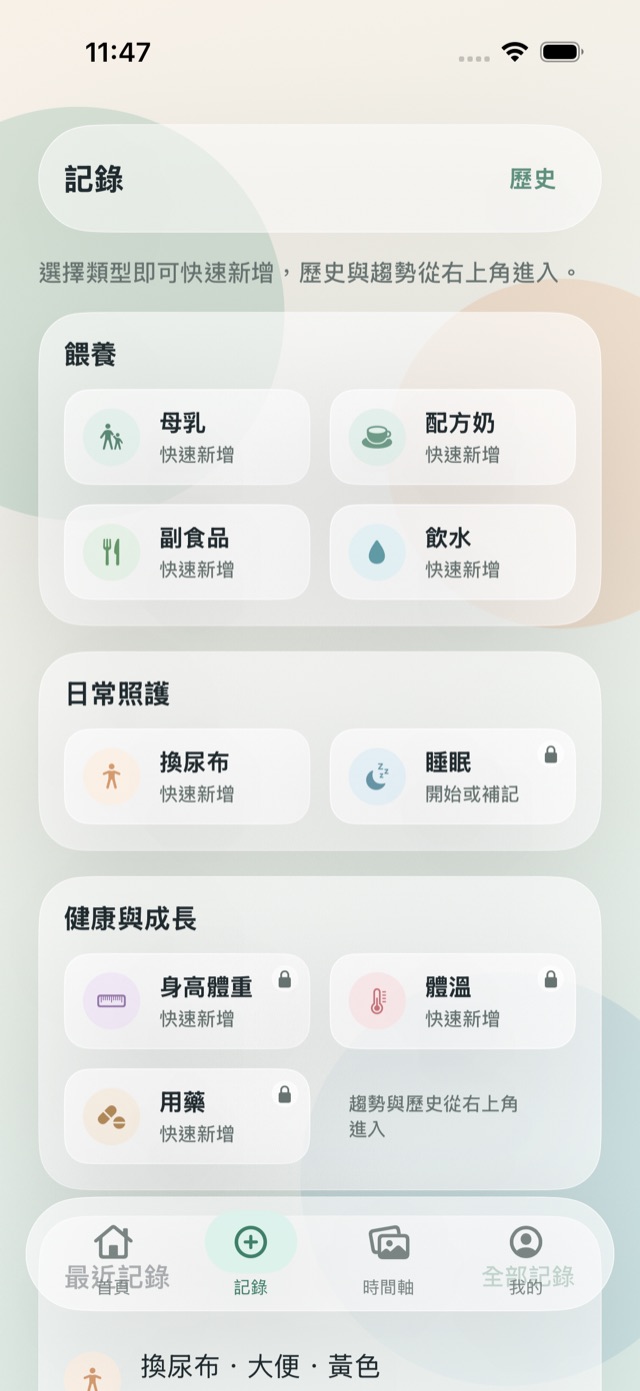 11:47
記錄
歷史
選擇類型即可快速新增，歷史與趨勢從右上角進入。
餵養
母乳
快速新增
配方奶
快速新增
副食品
快速新增
飲水
快速新增
日常照護
換尿布
快速新增
睡眠
開始或補記
健康與成長
身高體重
快速新增
體溫
快速新增
用藥
快速新增
趨勢與歷史從右上角
進入
最近記錄
全部記錄
首頁
記錄
時間軸
我的
換尿布·大便·黃色